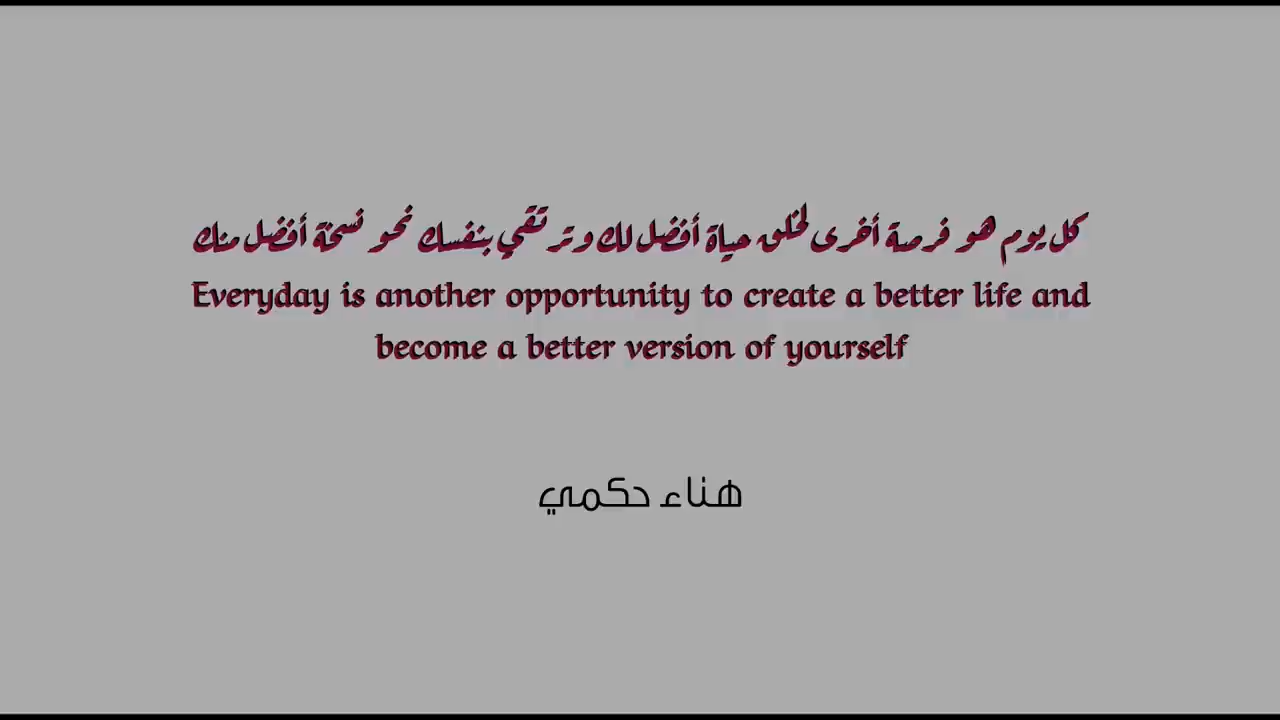 كل يوم هو فرصة أخرى لخلق حياة أفضل لك وترتقي بنفسك نحو نسخة أفضل منك
Everyday is another opportunity to create a better life and
become a better version of yourself
هناء حكمي